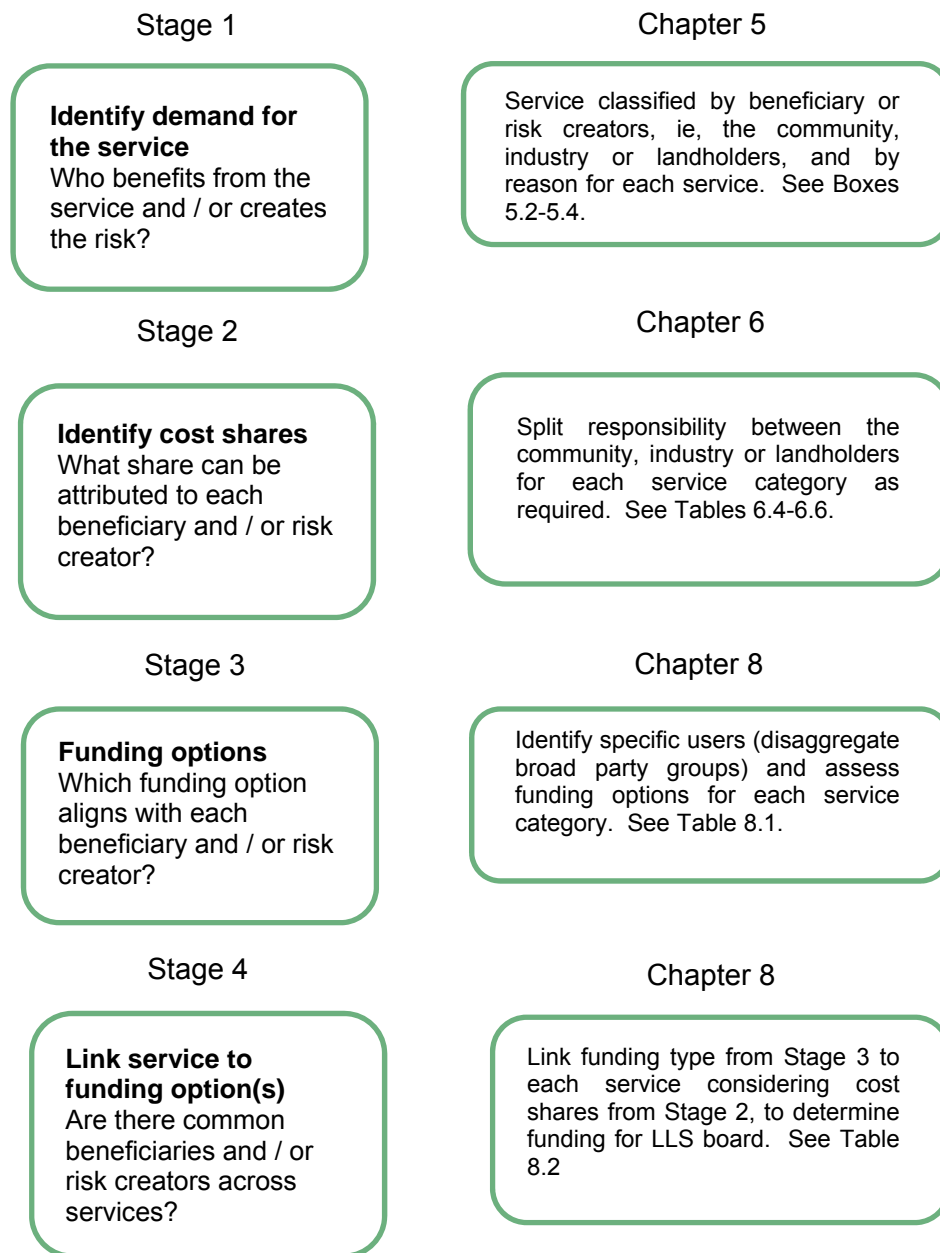 Stage 1
Identify demand for
the service
Who benefits from the
service and / or creates
the risk?
Chapter 5
Service classified by beneficiary or
risk creators, ie, the community,
industry or landholders, and by
reason for each service. See Boxes
5.2-5.4.
Stage 2
Identify cost shares
What share can be
attributed to each
beneficiary and / or risk
creator?
Chapter 6
Split responsibility between the
community, industry or landholders
for each service category as
required. See Tables 6.4-6.6.
Stage 3
Funding options
Which funding option
aligns with each
beneficiary and / or risk
creator?
Chapter 8
Identify specific users (disaggregate
broad party groups) and assess
funding options for each service
category. See Table 8.1.
Stage 4
Link service to
funding option(s)
Are there common
beneficiaries and / or
risk creators across
services?
Chapter 8
Link funding type from Stage 3 to
each service considering cost
shares from Stage 2, to determine
funding for LLS board. See Table
8.2